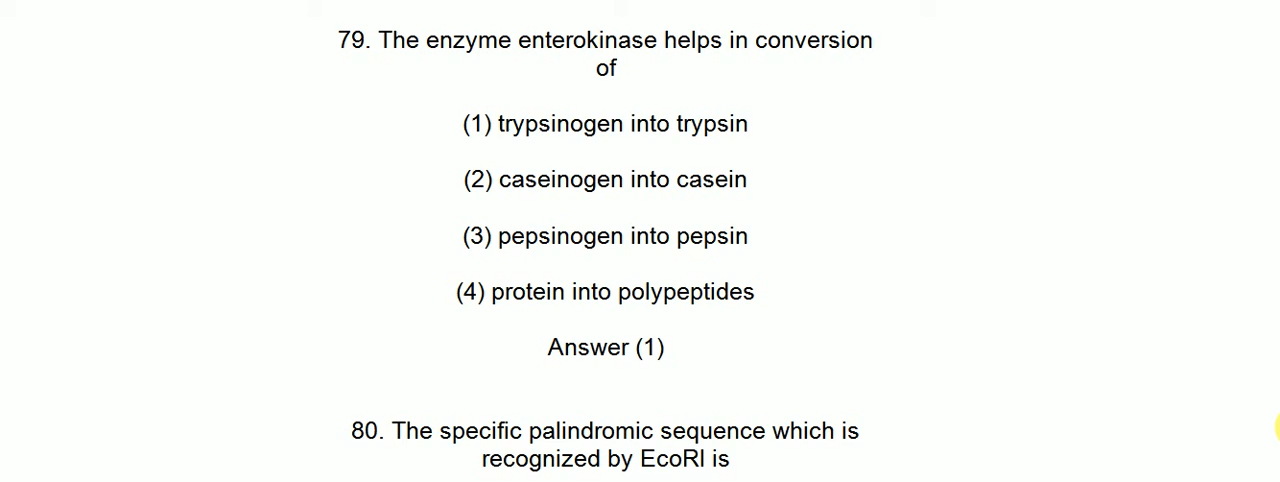 79. The enzyme enterokinase helps in conversion
of
(1) trypsinogen into trypsin
(2) caseinogen into casein
(3) pepsinogen into pepsin
(4) protein into polypeptides
Answer (1)
80. The specific palindromic sequence which is
recognized by EcoRI is